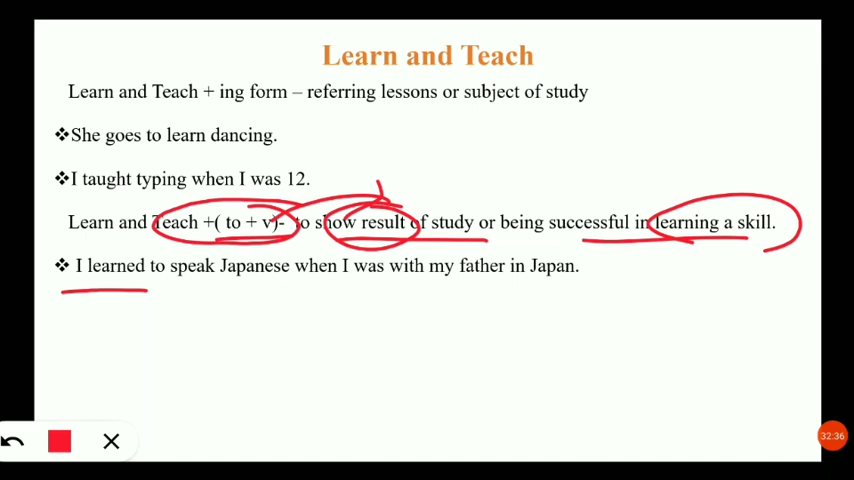 Learn and Teach
Learn and Teach + ing form – referring lessons or subject of study
❖She goes to learn dancing.
❖I taught typing when I was 12.
Learn and Teach +( to + v)- to show result of study or being successful in learning a skill.
❖ I learned to speak Japanese when I was with my father in Japan.
32:36